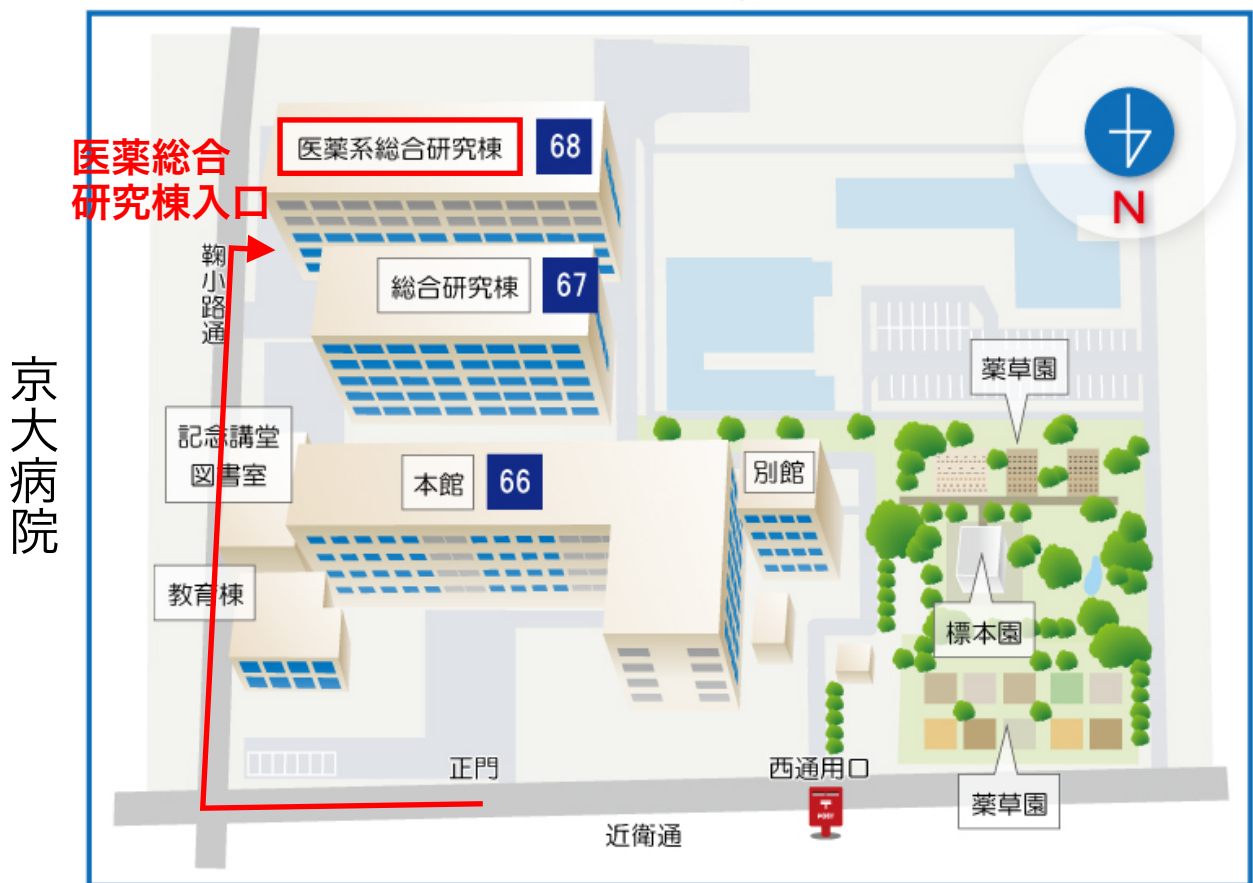 医薬系総合研究棟
68
医薬総合
研究棟入口
N
鞠小路通
総合研究棟
67
京大病院
薬草園
記念講堂
図書室
本館
66
別館
教育棟
標本園
正門
西通用口
〒
POST
薬草園
近衛通